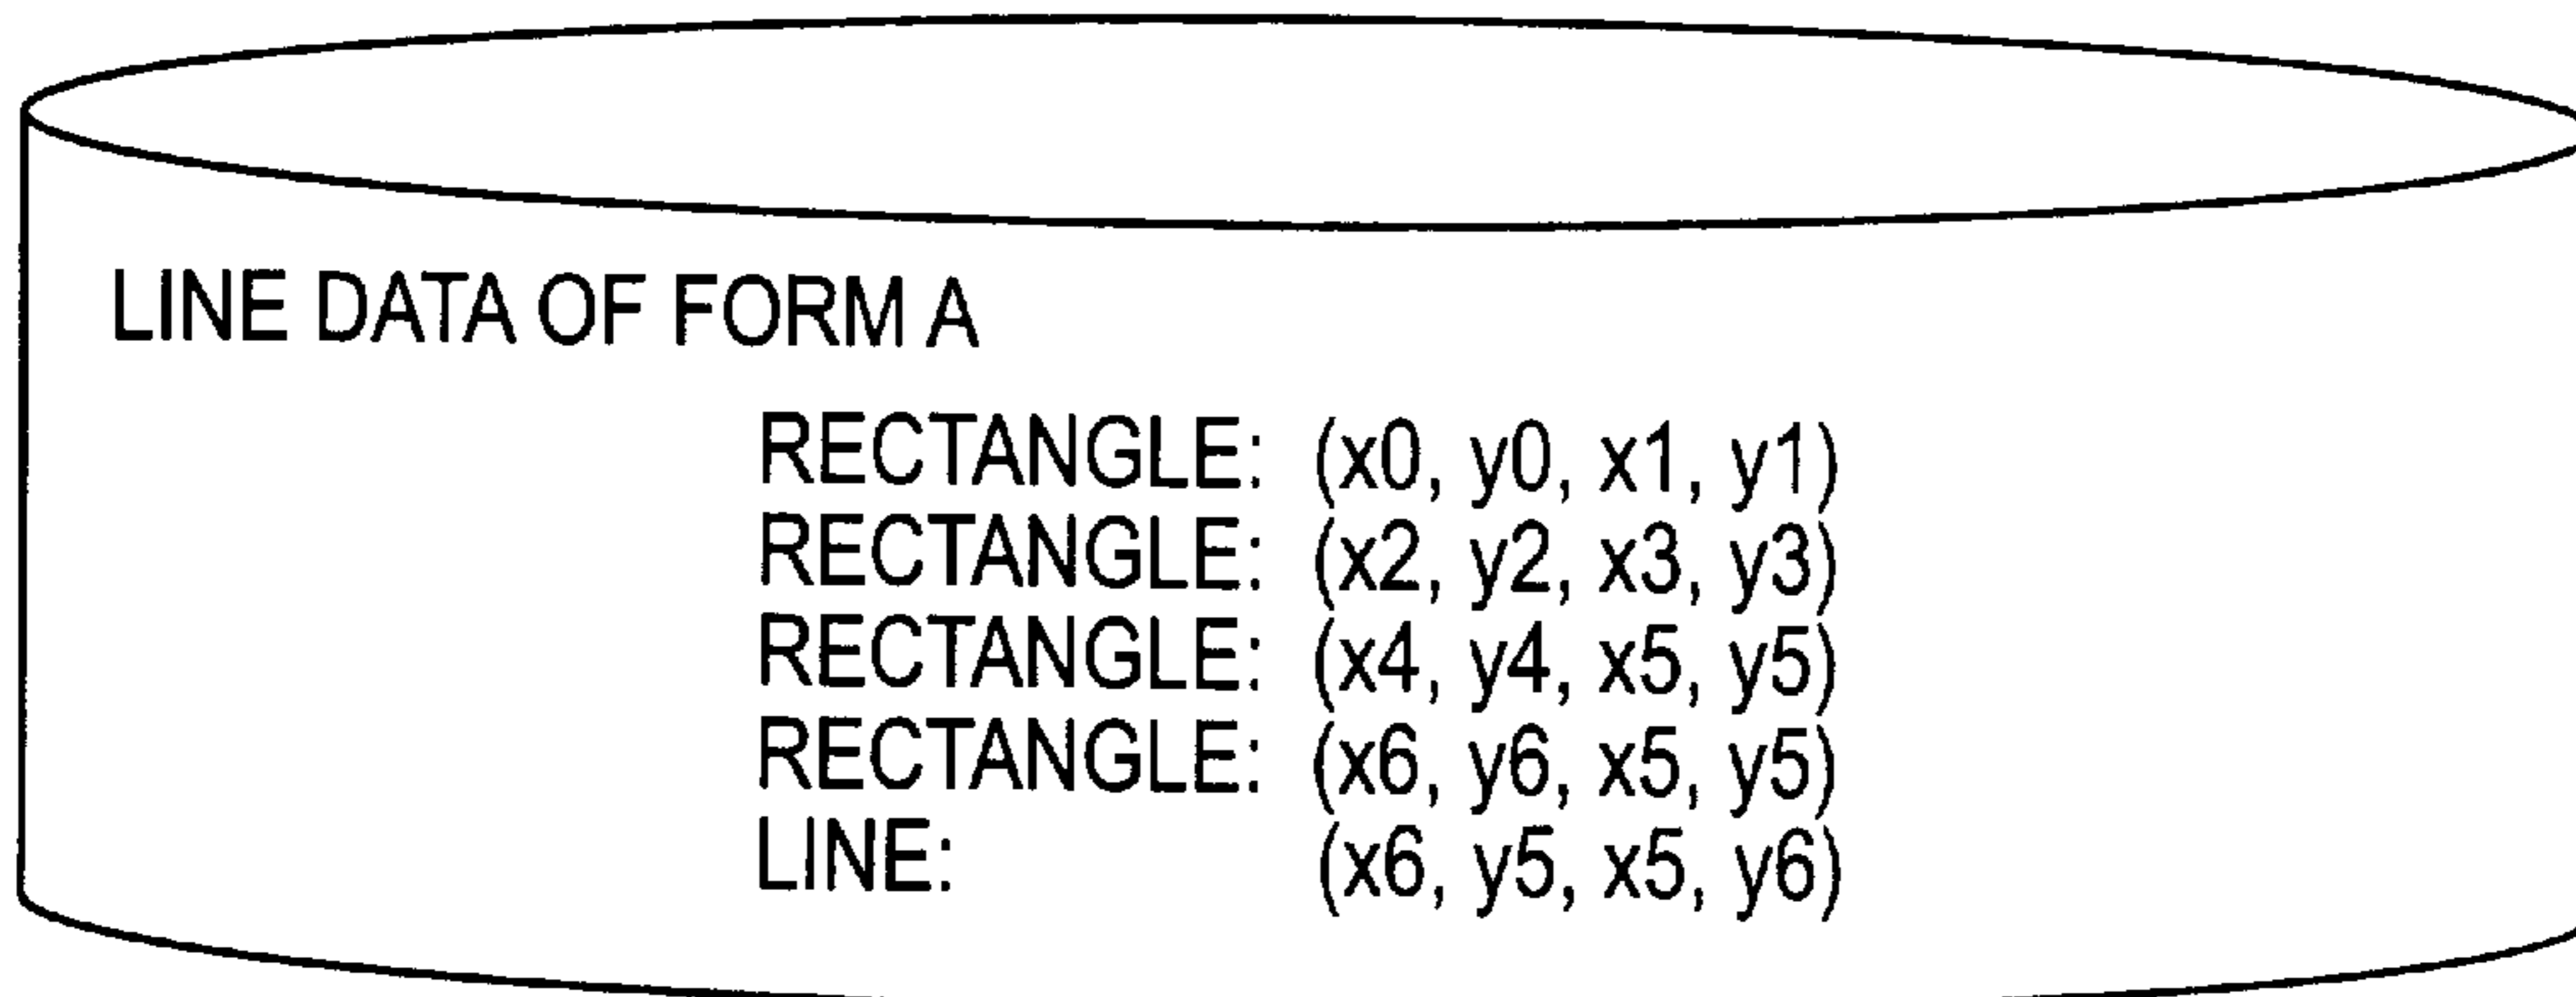 LINE DATA OF FORM A
RECTANGLE: (x0, y0, x1, y1)
RECTANGLE: (x2, y2, x3, y3)
RECTANGLE: (x4, y4, x5, y5)
RECTANGLE: (x6, y6, x5, y5)
LINE: (x6, y5, x5, y6)